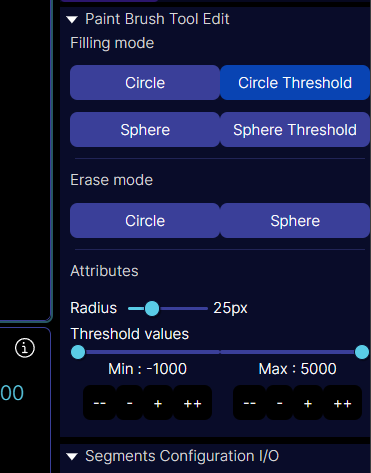 Paint Brush Tool Edit
Filling mode
Circle Circle Threshold
Sphere Sphere Threshold
Erase mode
Circle Sphere
Attributes
Radius 25px
Threshold values
Min : -1000 Max : 5000
-- - + ++ -- - + ++
00
Segments Configuration I/O